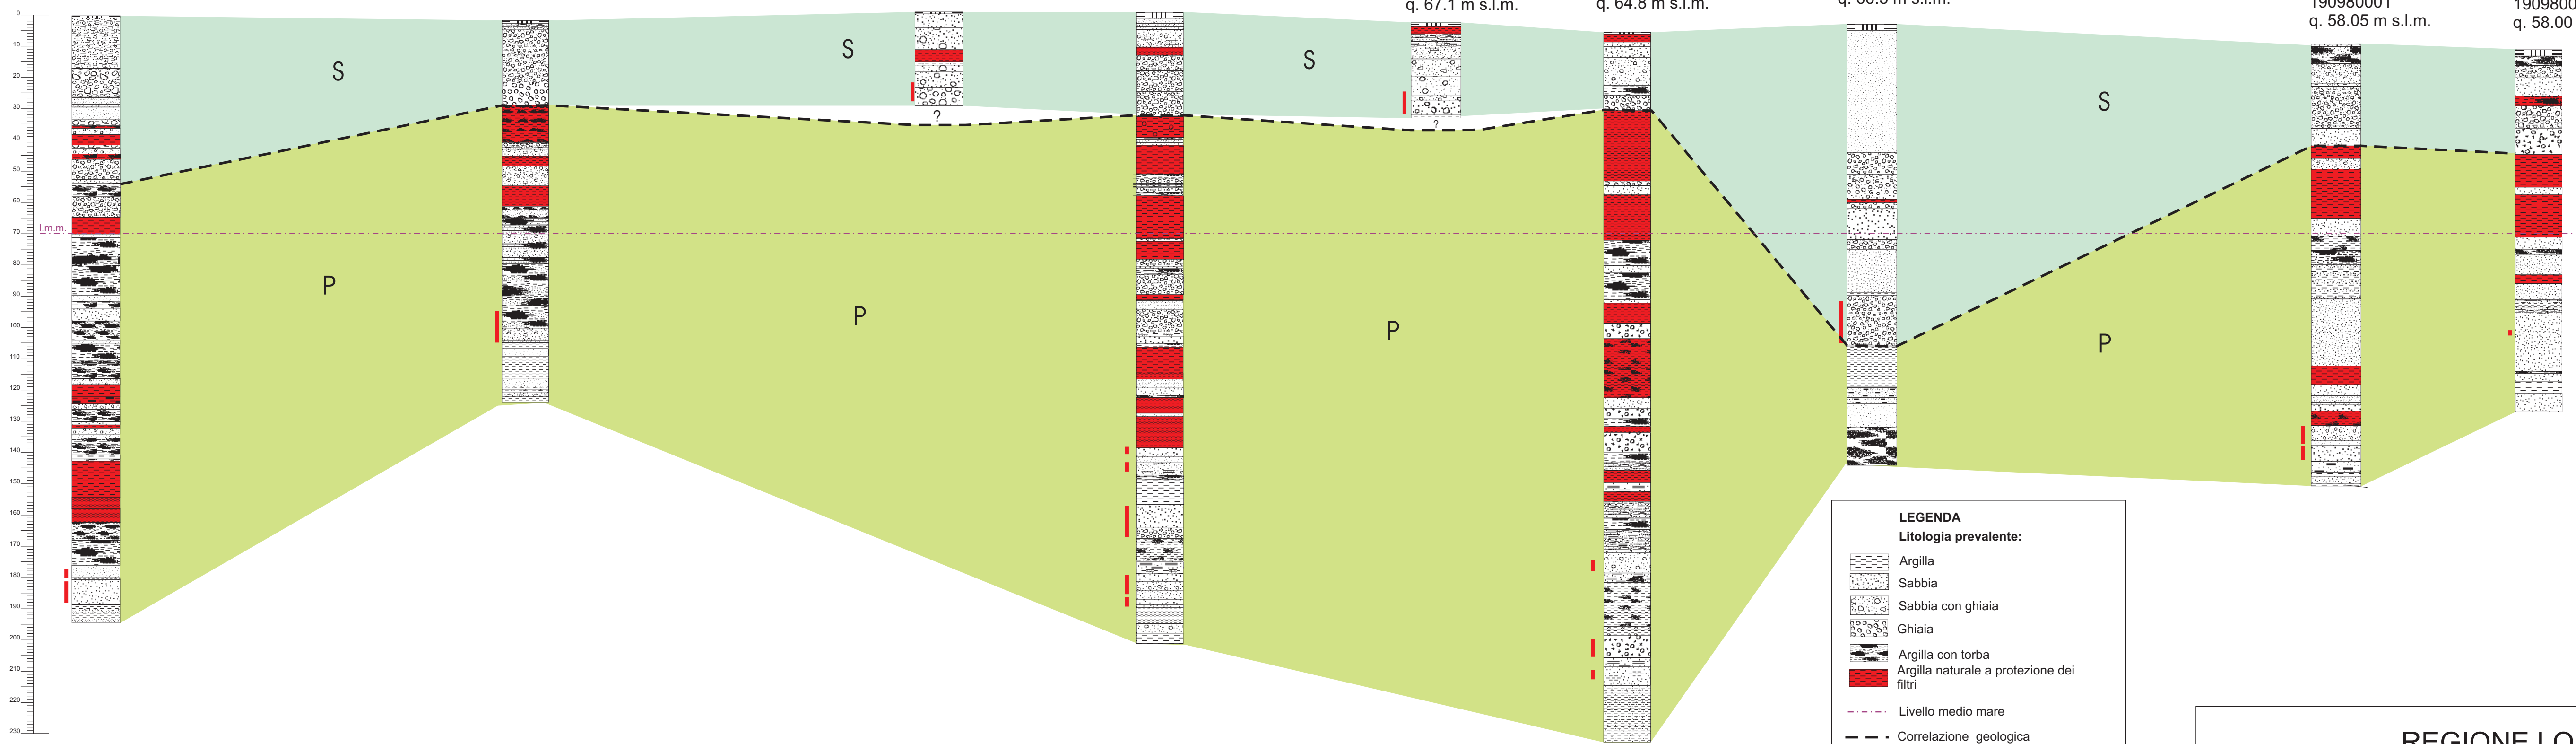 q. 67.1 m s.l.m.
q. 64.8 m s.l.m.
190980001
q. 58.05 m s.l.m.
q. 58.00
0
10
20
30
40
50
60
70
80
90
100
110
120
130
140
150
160
170
180
190
200
210
220
230
l.m.m.
S
S
S
S
?
?
P
P
P
P
LEGENDA
Litologia prevalente:
Argilla
Sabbia
Sabbia con ghiaia
Ghiaia
Argilla con torba
Argilla naturale a protezione dei
filtri
Livello medio mare
Correlazione geologica